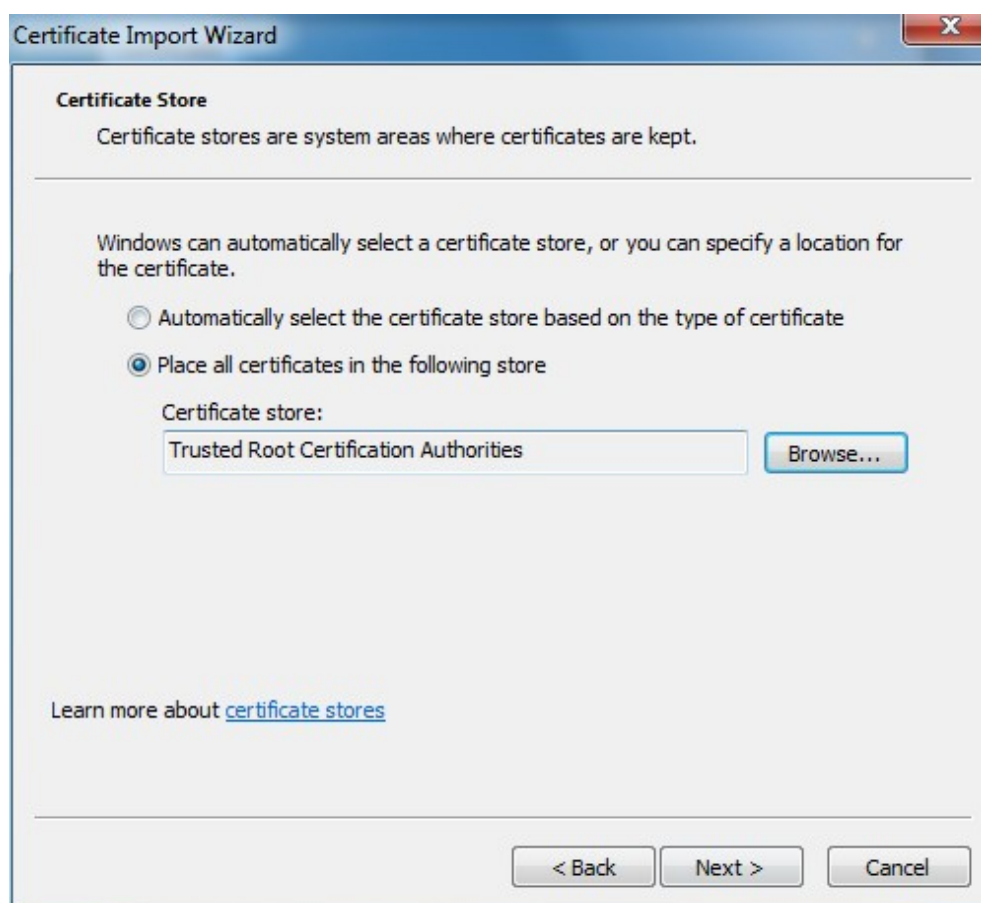 Certificate Import Wizard
X
Certificate Store
Certificate stores are system areas where certificates are kept.
Windows can automatically select a certificate store, or you can specify a location for
the certificate.
Automatically select the certificate store based on the type of certificate
Place all certificates in the following store
Certificate store:
Trusted Root Certification Authorities
Browse...
Learn more about certificate stores
< Back
Next >
Cancel